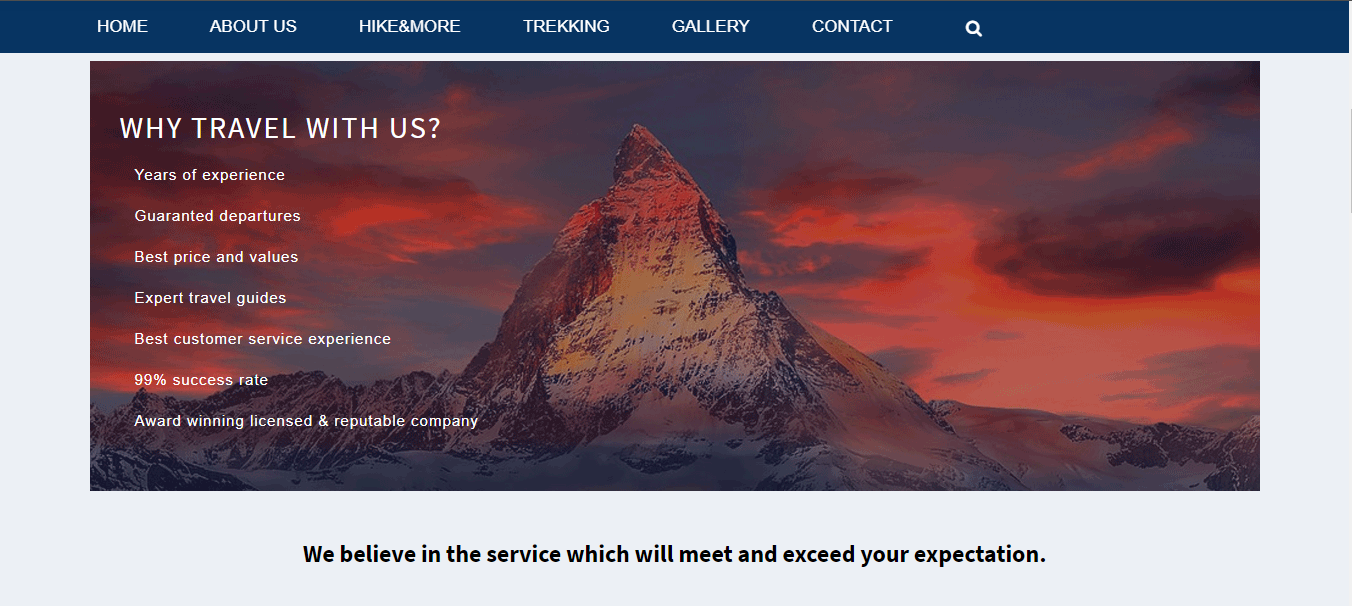 HOME ABOUT US HIKE&MORE TREKKING GALLERY CONTACT
WHY TRAVEL WITH US?
Years of experience
Guaranted departures
Best price and values
Expert travel guides
Best customer service experience
99% success rate
Award winning licensed & reputable company
We believe in the service which will meet and exceed your expectation.